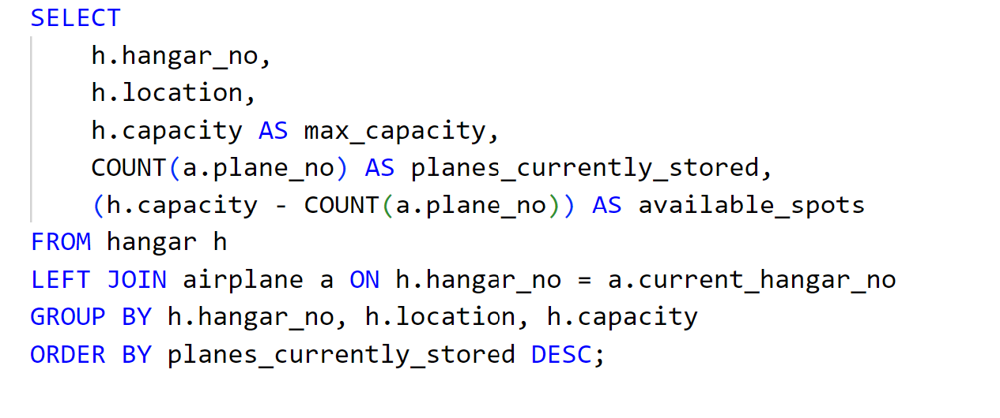 SELECT
    h.hangar_no,
    h.location,
    h.capacity AS max_capacity,
    COUNT(a.plane_no) AS planes_currently_stored,
    (h.capacity - COUNT(a.plane_no)) AS available_spots
FROM hangar h
LEFT JOIN airplane a ON h.hangar_no = a.current_hangar_no
GROUP BY h.hangar_no, h.location, h.capacity
ORDER BY planes_currently_stored DESC;